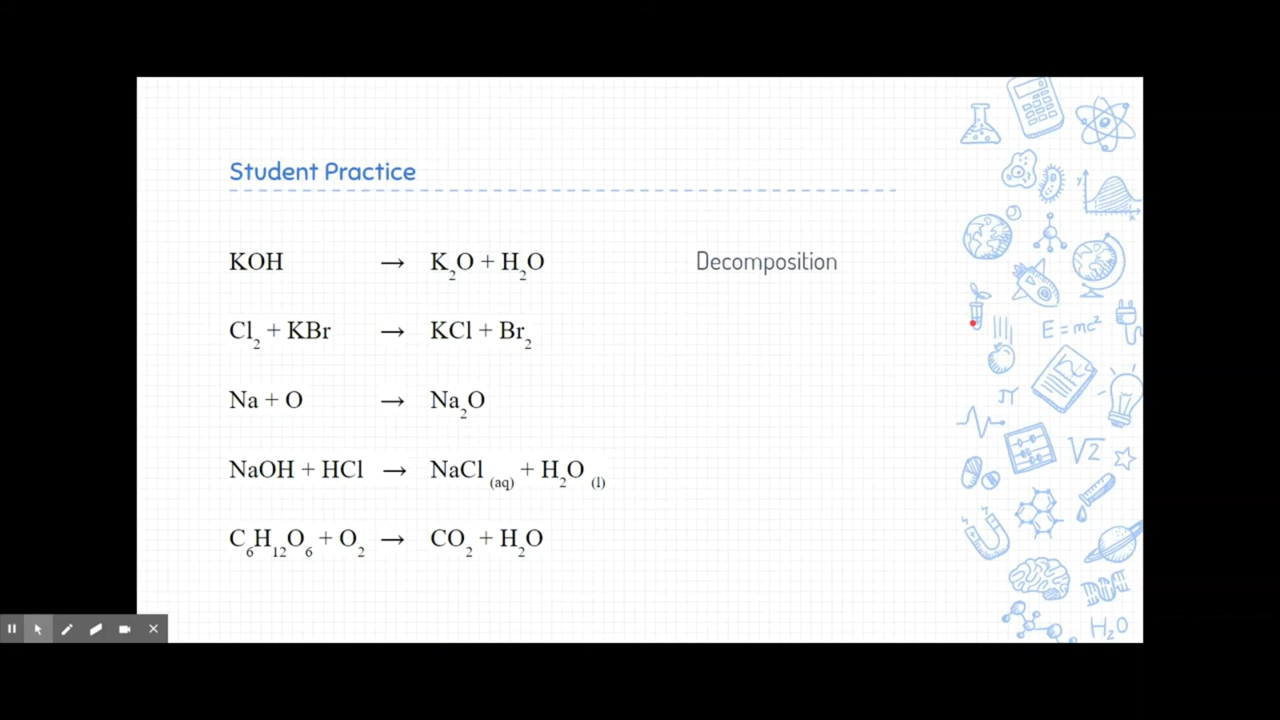 Student Practice
KOH → K₂O + H₂O Decomposition
Cl₂ + KBr → KCl + Br₂
Na + O → Na₂O
NaOH + HCl → NaCl (aq) + H₂O (l)
C₆H₁₂O₆ + O₂ → CO₂ + H₂O
y
x
E = mc²
π
√2
H₂O